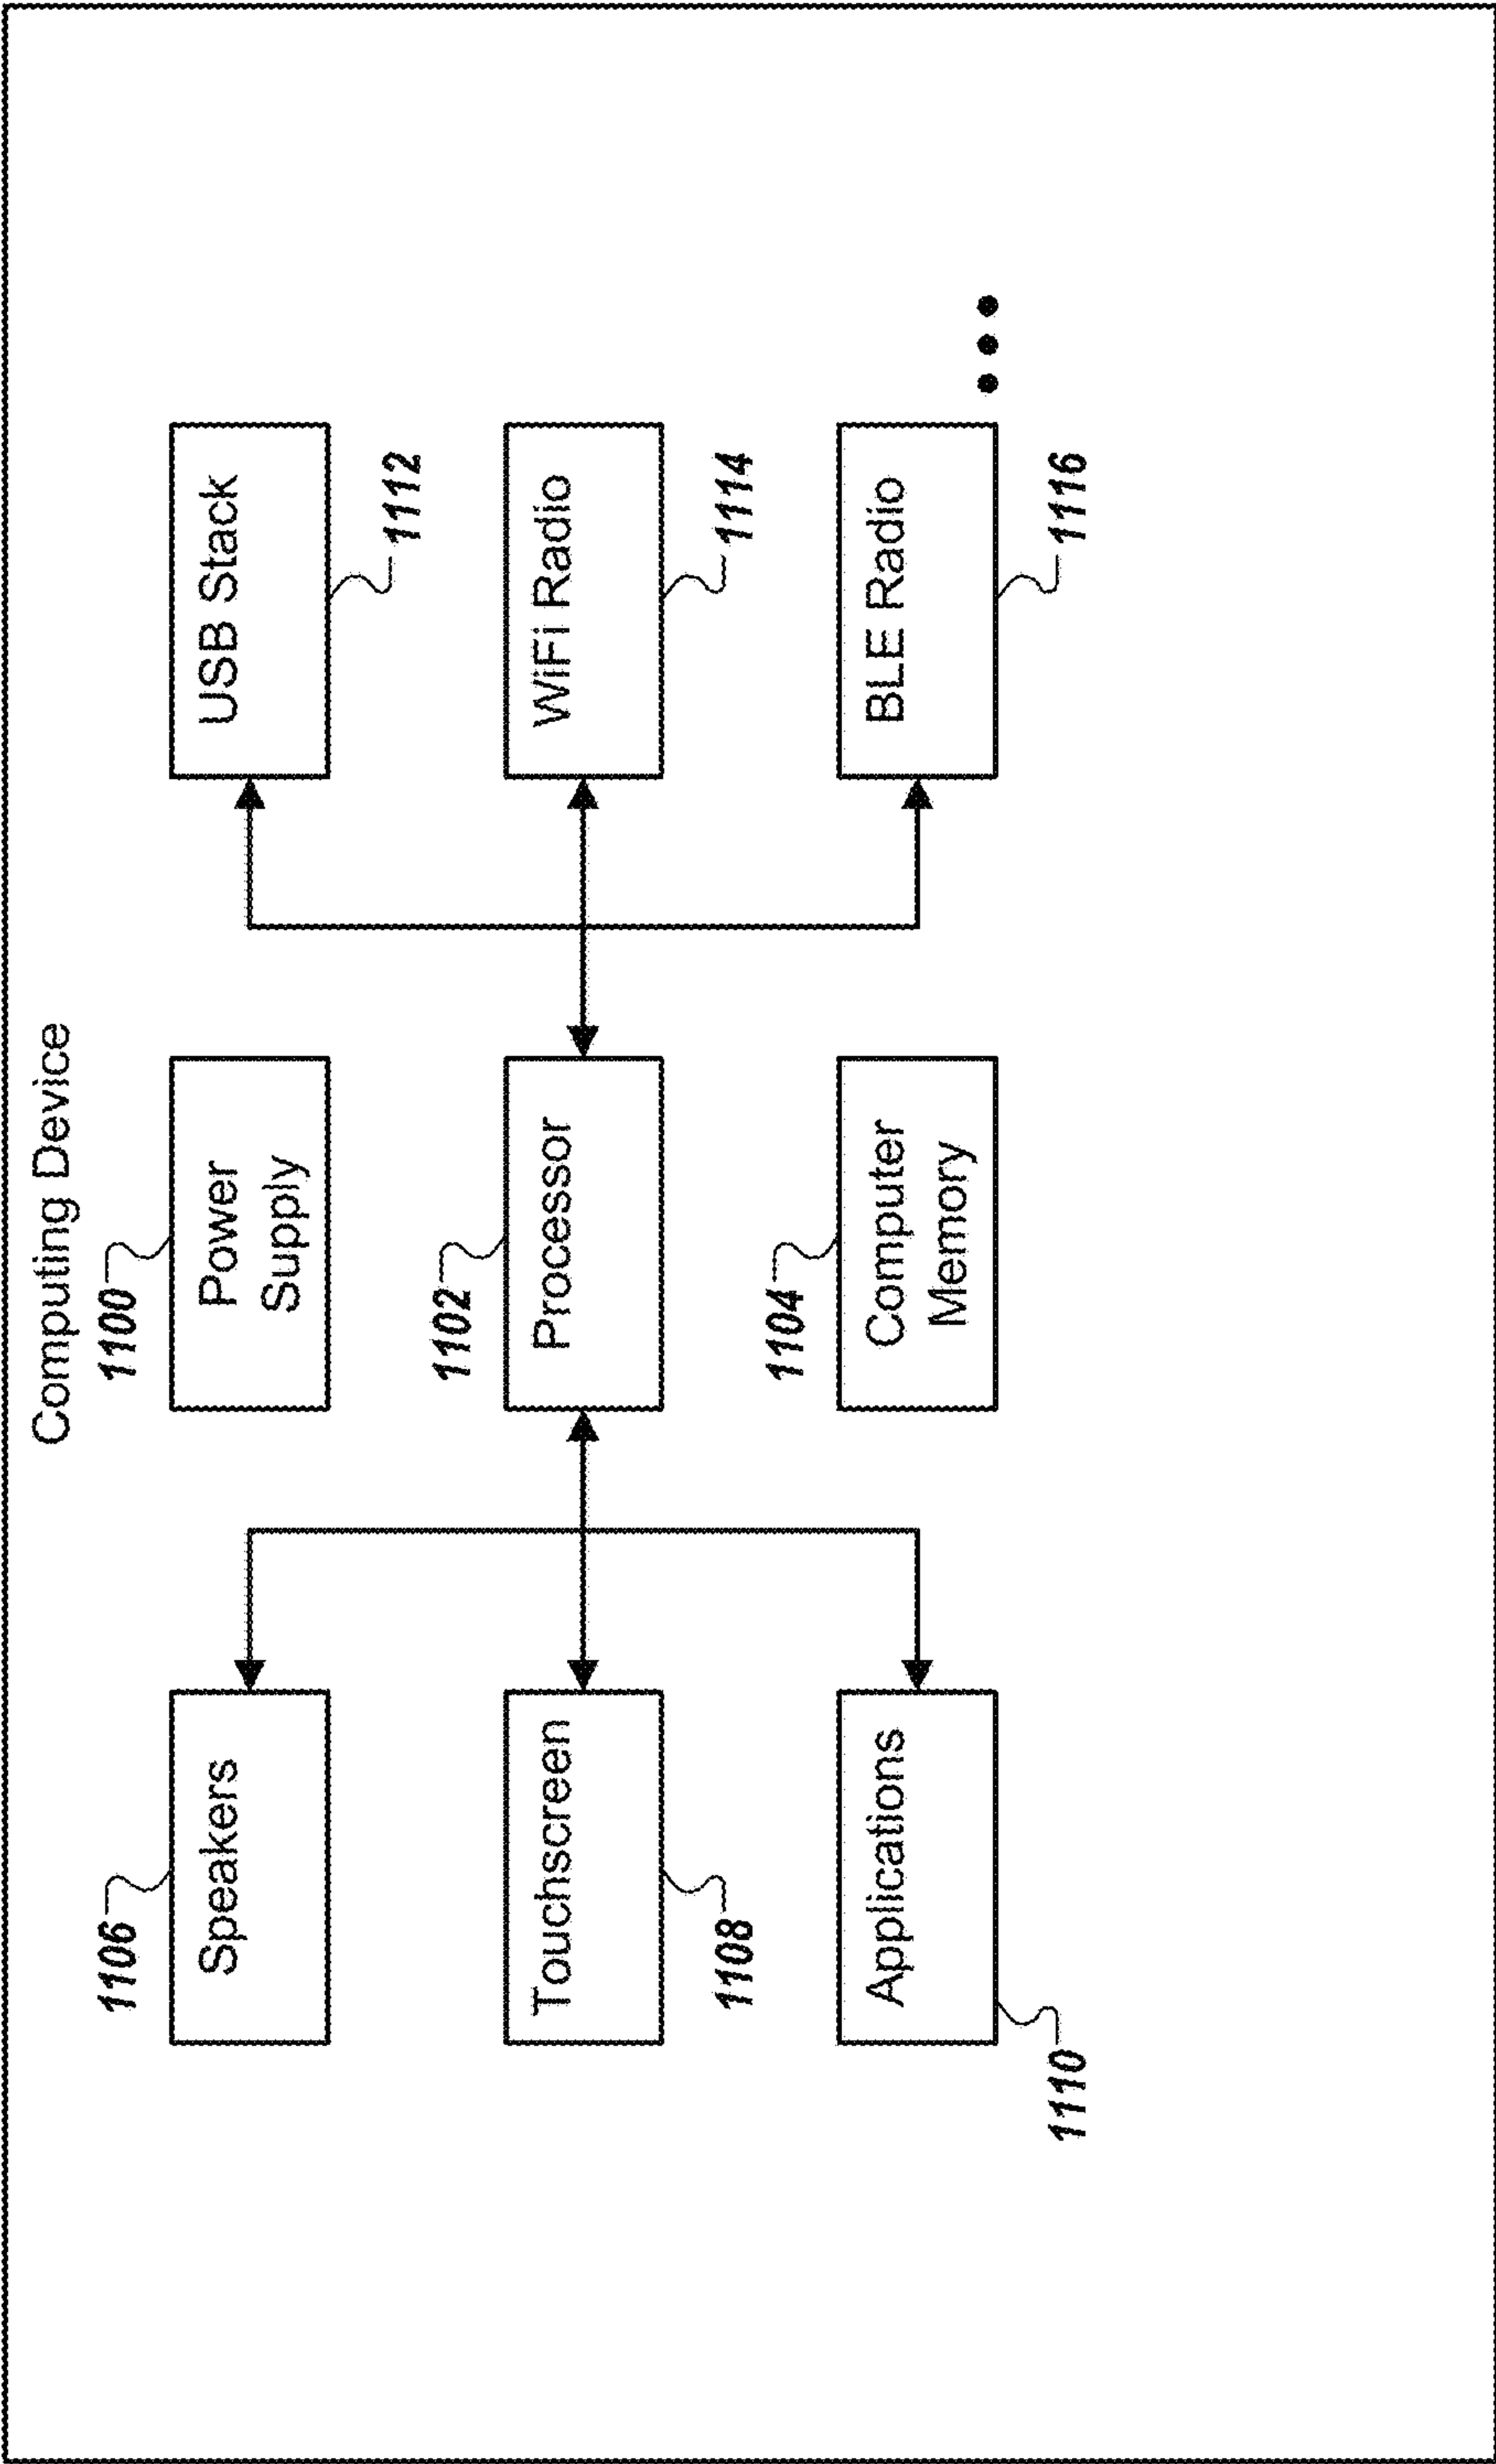 Computing Device
1106
Speakers
1100
Power
Supply
USB Stack
1112
1102
Touchscreen
1108
Processor
WiFi Radio
1114
1104
Applications
1110
Computer
Memory
BLE Radio
1116